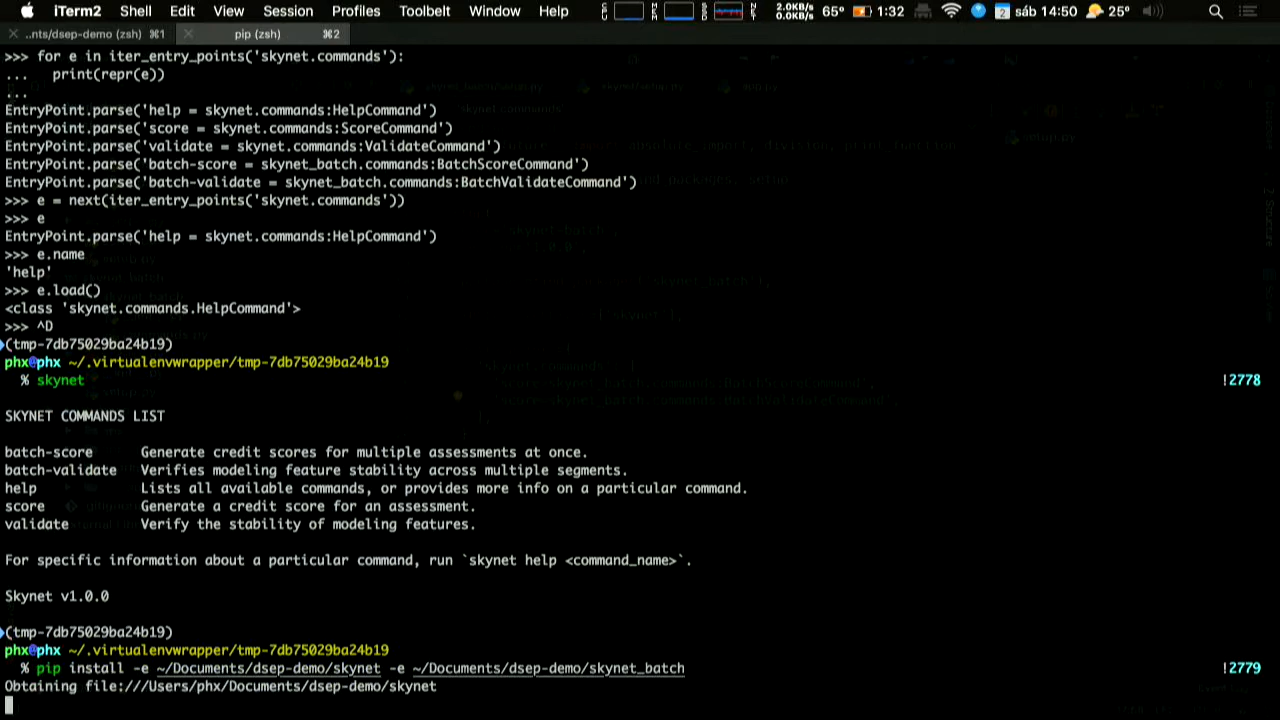 iTerm2 Shell Edit View Session Profiles Toolbelt Window Help 2.0KB/s 0.0KB/s 65° 1:32 2 sáb 14:50 25°
..nts/dsep-demo (zsh) ⌘1 pip (zsh) ⌘2
>>> for e in iter_entry_points('skynet.commands'):
... print(repr(e))
...
EntryPoint.parse('help = skynet.commands:HelpCommand')
EntryPoint.parse('score = skynet.commands:ScoreCommand')
EntryPoint.parse('validate = skynet.commands:ValidateCommand')
EntryPoint.parse('batch-score = skynet_batch.commands:BatchScoreCommand')
EntryPoint.parse('batch-validate = skynet_batch.commands:BatchValidateCommand')
>>> e = next(iter_entry_points('skynet.commands'))
>>> e
EntryPoint.parse('help = skynet.commands:HelpCommand')
>>> e.name
'help'
>>> e.load()
<class 'skynet.commands.HelpCommand'>
>>> ^D
(tmp-7db75029ba24b19)
phx@phx ~/.virtualenvwrapper/tmp-7db75029ba24b19
% skynet !2778
SKYNET COMMANDS LIST
batch-score Generate credit scores for multiple assessments at once.
batch-validate Verifies modeling feature stability across multiple segments.
help Lists all available commands, or provides more info on a particular command.
score Generate a credit score for an assessment.
validate Verify the stability of modeling features.
For specific information about a particular command, run `skynet help <command_name>`.
Skynet v1.0.0
(tmp-7db75029ba24b19)
phx@phx ~/.virtualenvwrapper/tmp-7db75029ba24b19
% pip install -e ~/Documents/dsep-demo/skynet -e ~/Documents/dsep-demo/skynet_batch !2779
Obtaining file:///Users/phx/Documents/dsep-demo/skynet